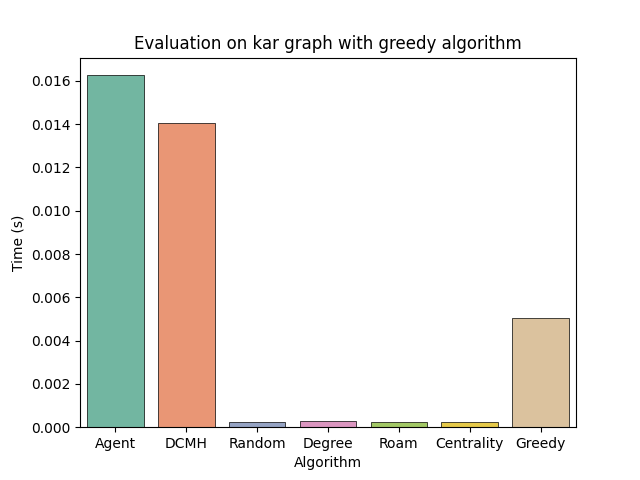 Evaluation on kar graph with greedy algorithm
0.016
0.014
0.012
0.010
0.008
0.006
0.004
0.002
0.000
Time (s)
Agent DCMH Random Degree Roam Centrality Greedy
Algorithm